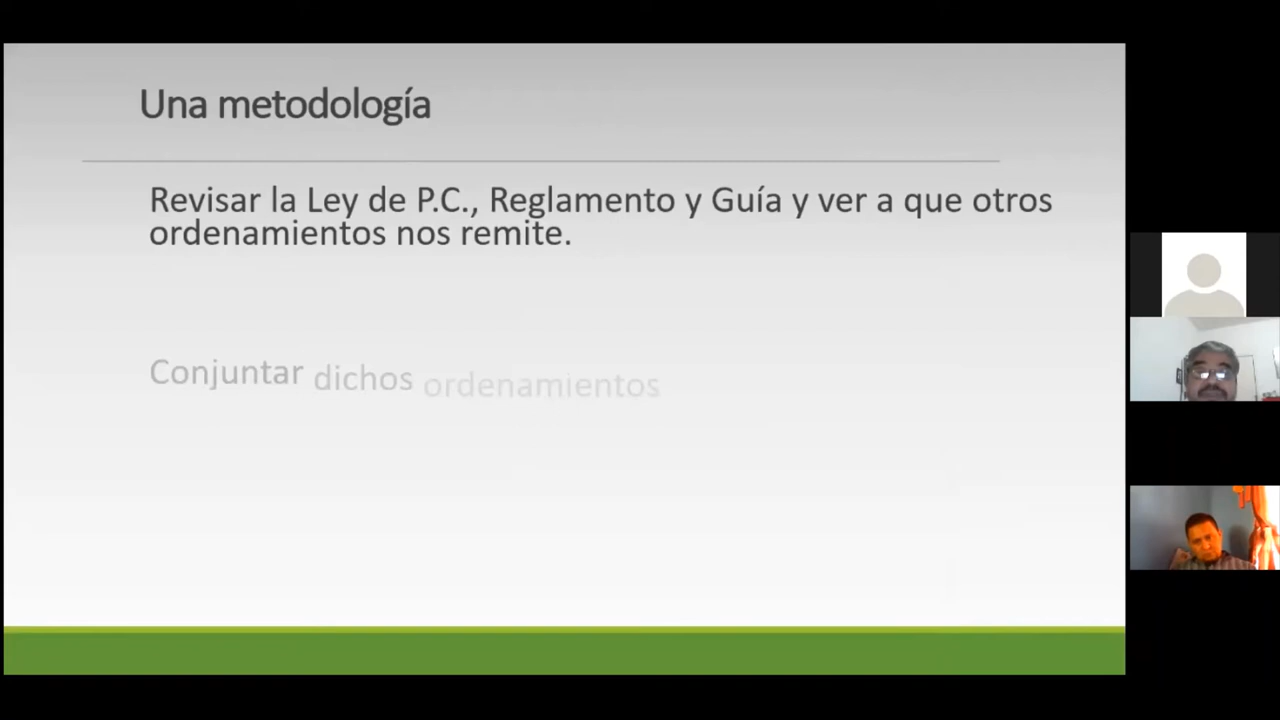 Una metodología
Revisar la Ley de P.C., Reglamento y Guía y ver a que otros
ordenamientos nos remite.
Conjuntar dichos ordenamientos